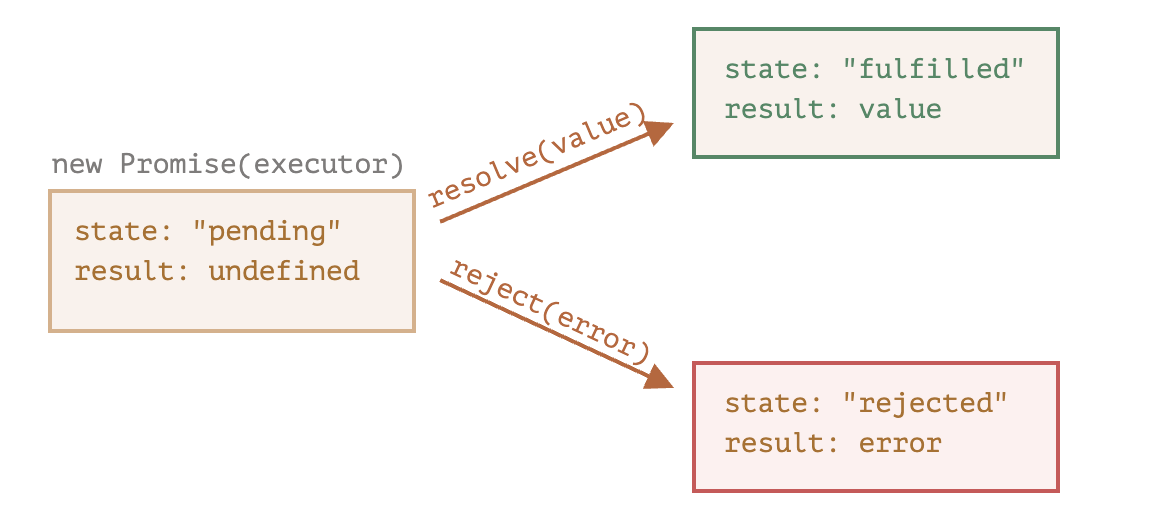 new Promise(executor)
state: "pending"
result: undefined
resolve(value)
reject(error)
state: "fulfilled"
result: value
state: "rejected"
result: error